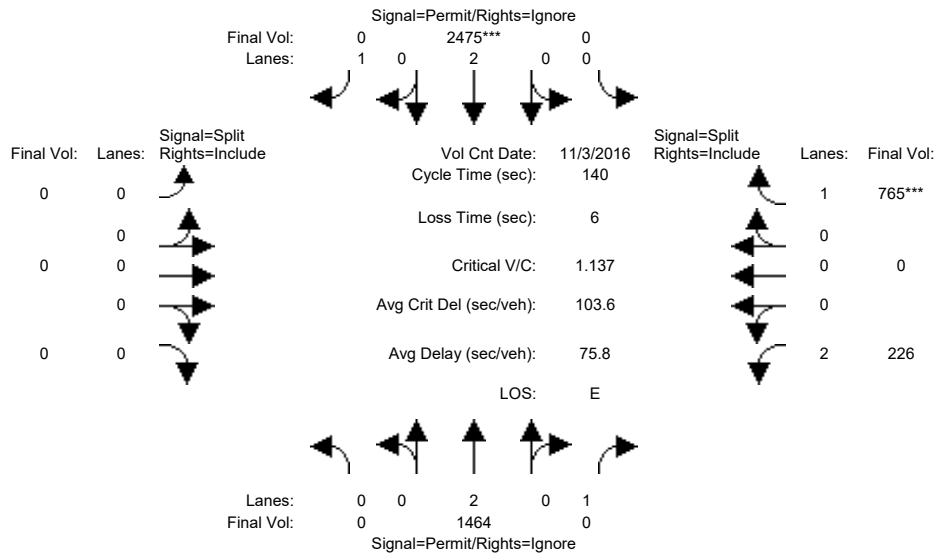 Signal=Permit/Rights=Ignore
Final Vol: 0 2475*** 0
Lanes: 1 0 2 0 0
Signal=Split
Final Vol: Lanes: Rights=Include
Vol Cnt Date: 11/3/2016
Signal=Split
Rights=Include Lanes: Final Vol:
Cycle Time (sec): 140
0 0
1 765***
Loss Time (sec): 6
0
0
0 0
Critical V/C: 1.137
0 0
0
Avg Crit Del (sec/veh): 103.6
0
0 0
Avg Delay (sec/veh): 75.8
2 226
LOS: E
Lanes: 0 0 2 0 1
Final Vol: 0 1464 0
Signal=Permit/Rights=Ignore